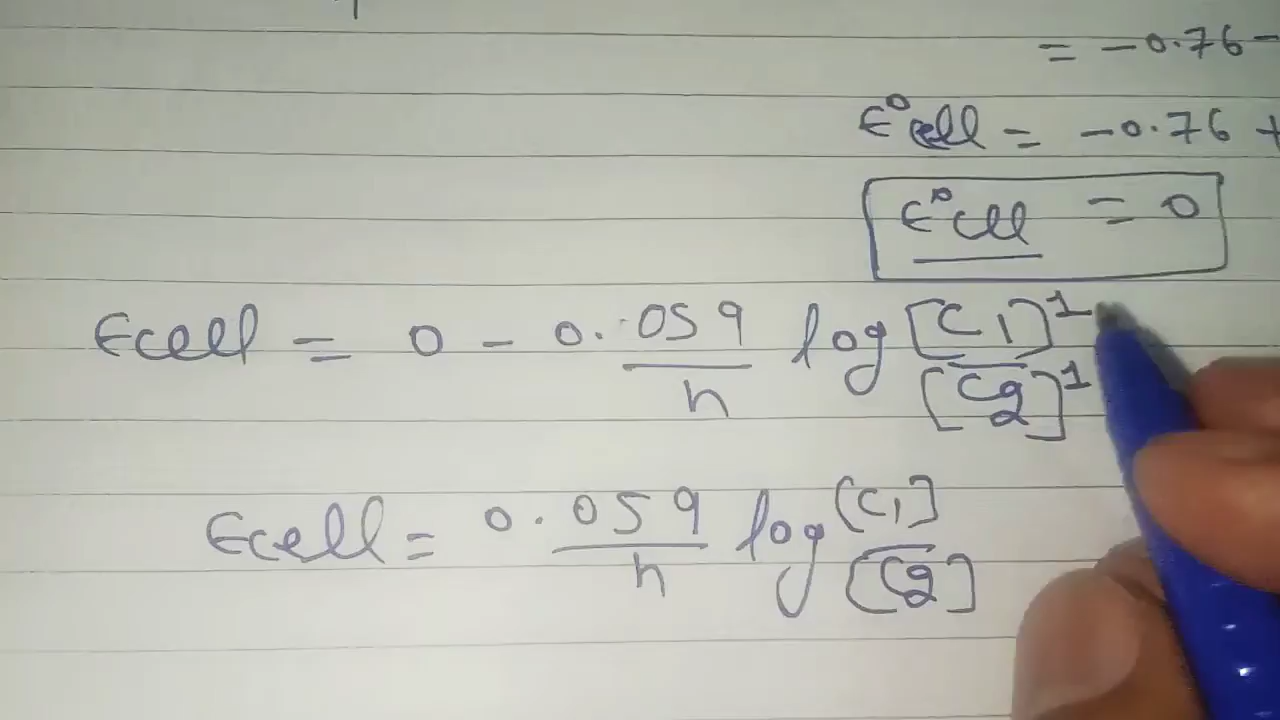 = -0.76 -
E°cell = -0.76 +
E°cell = 0
Ecell = 0 - 0.059/n log [C1]^1/[C2]^1
Ecell = 0.059/n log [C1]/[C2]